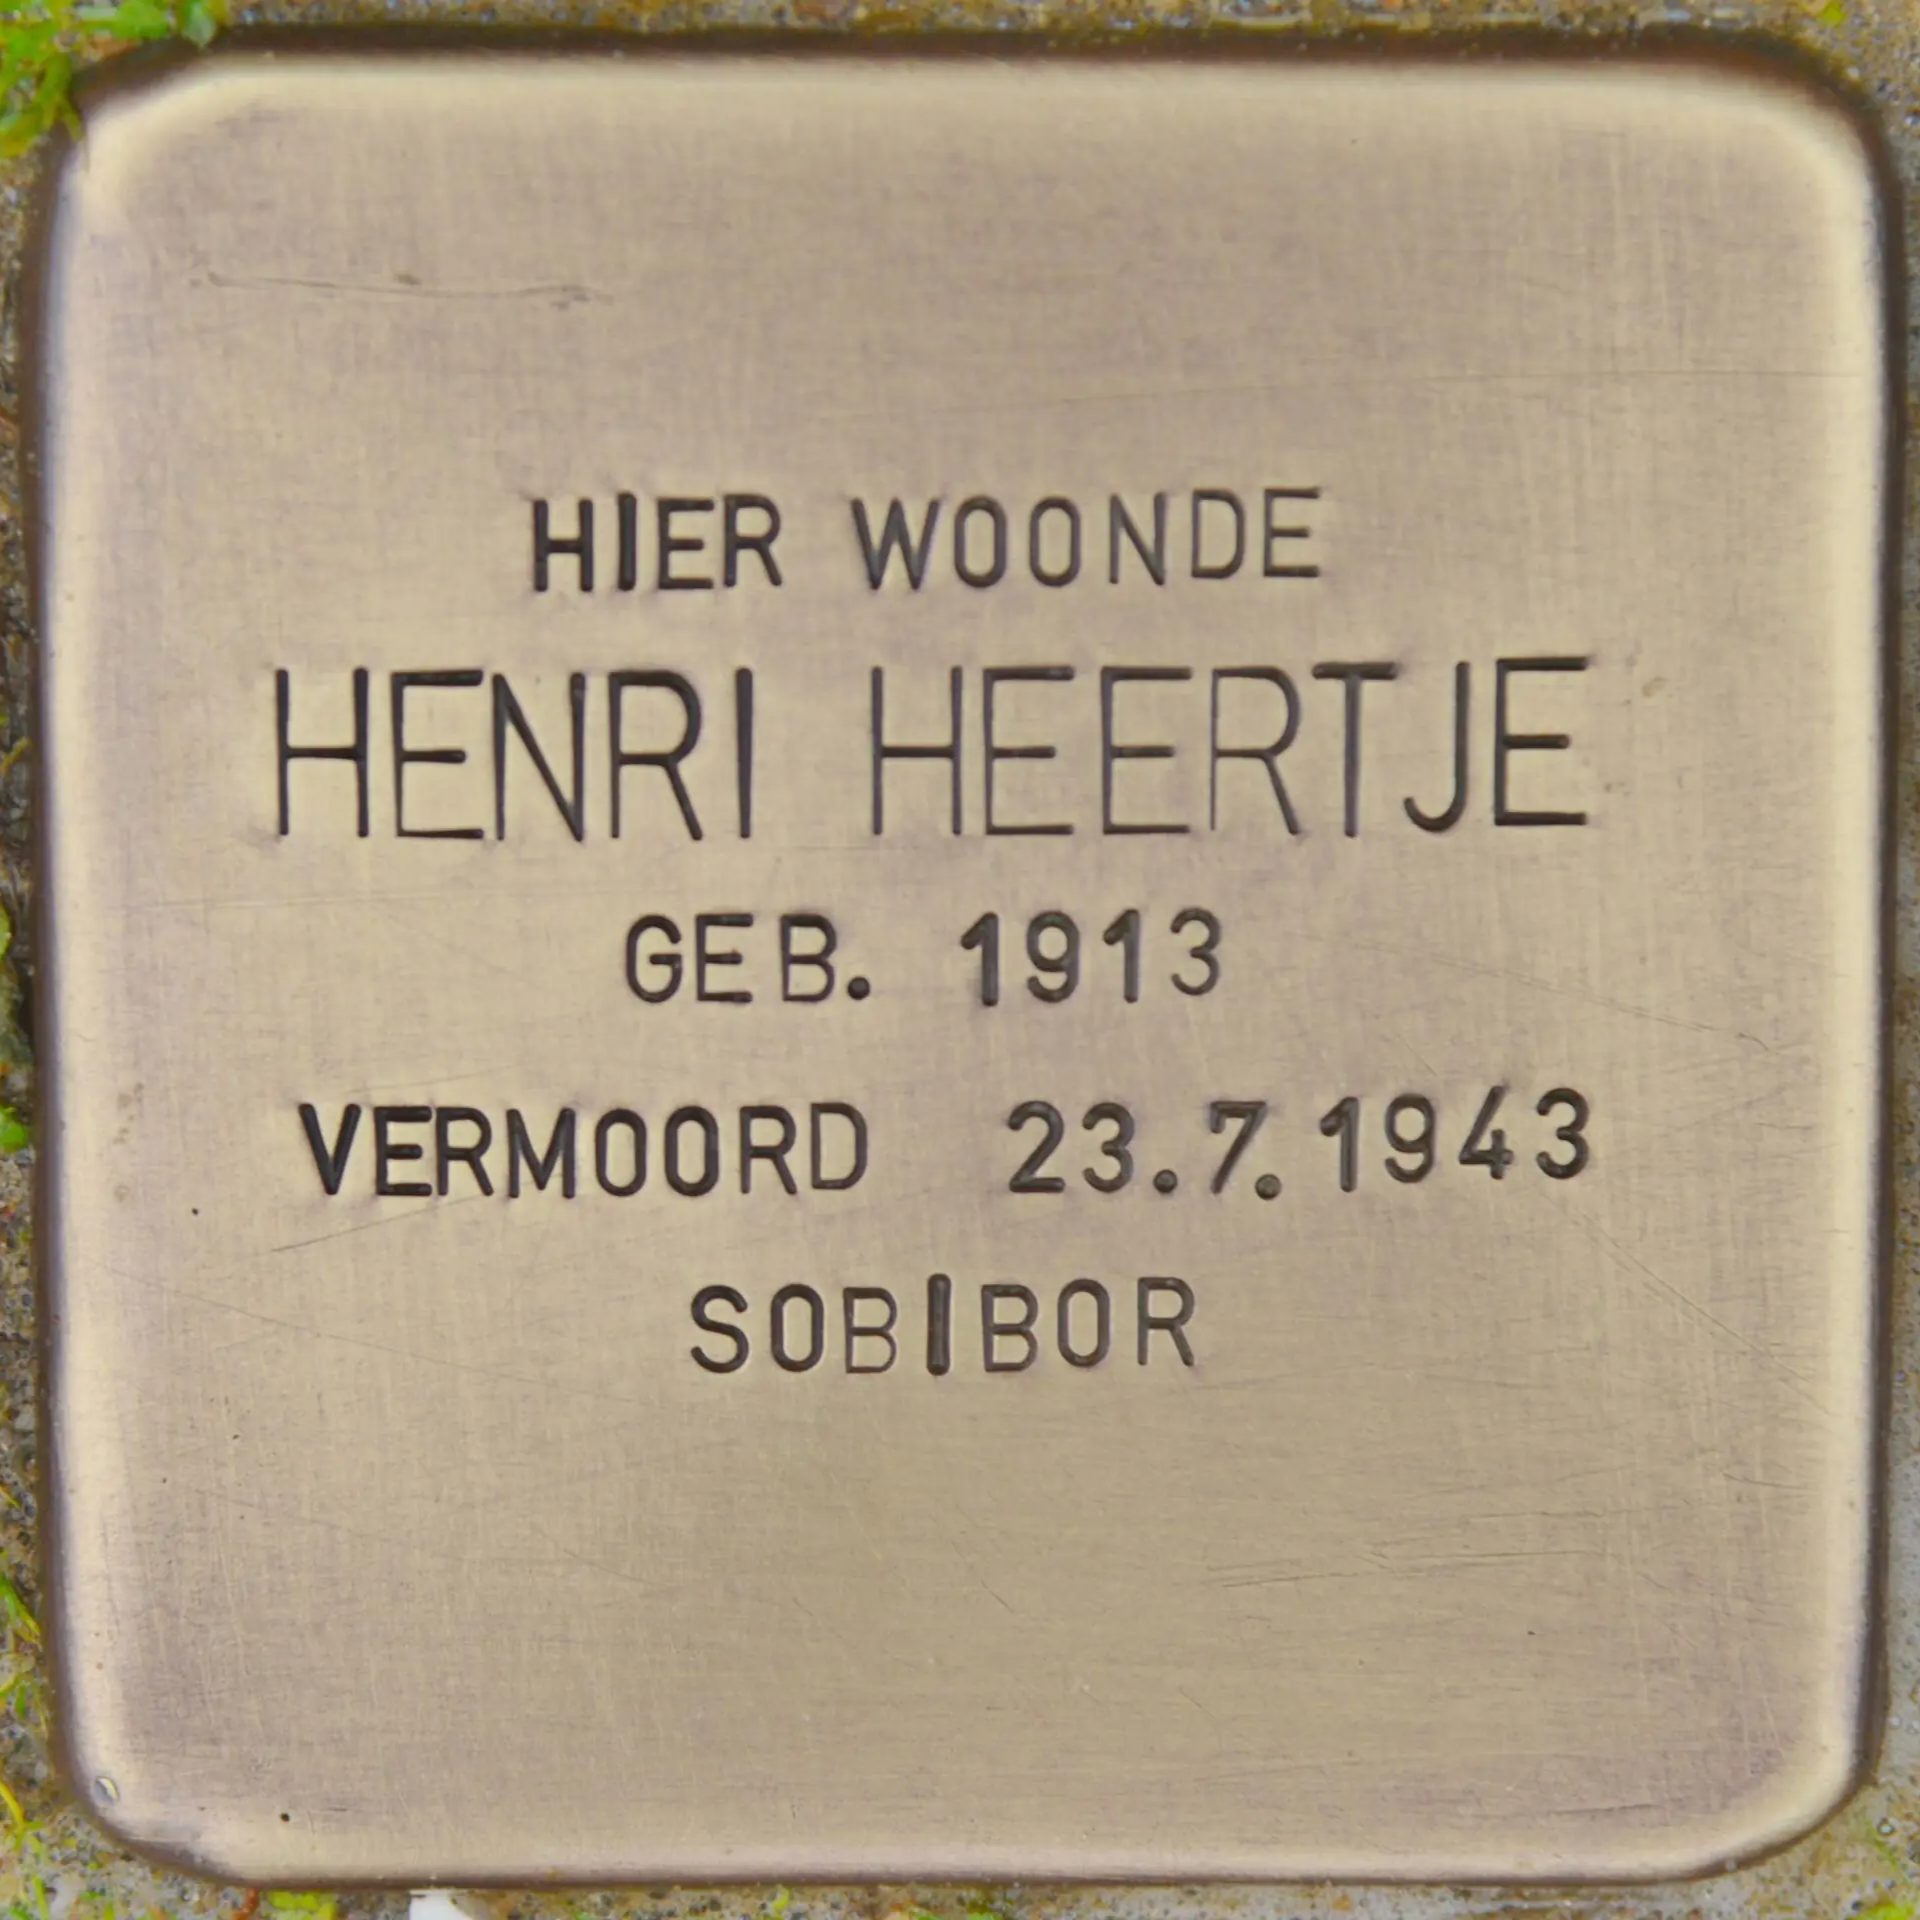 HIER WOONDE
HENRI HEERTJE
GEB. 1913
VERMOORD 23.7.1943
SOBIBOR